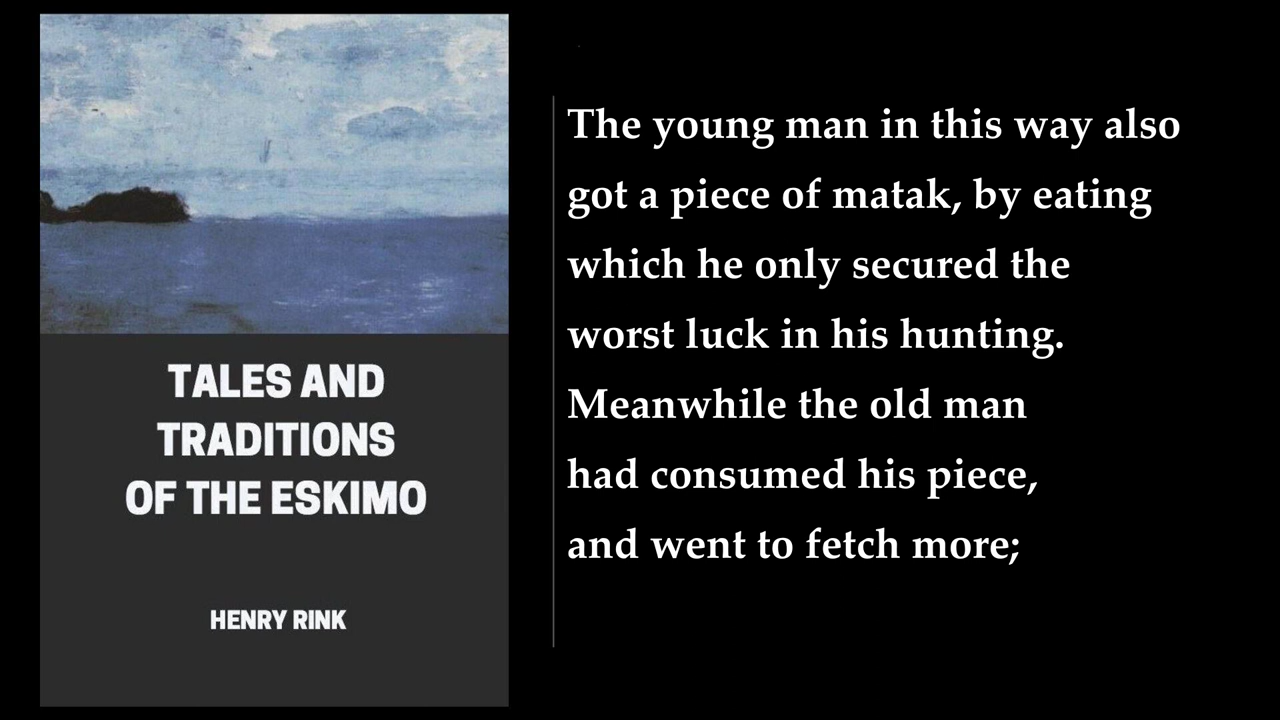 TALES AND
TRADITIONS
OF THE ESKIMO
HENRY RINK
The young man in this way also
got a piece of matak, by eating
which he only secured the
worst luck in his hunting.
Meanwhile the old man
had consumed his piece,
and went to fetch more;